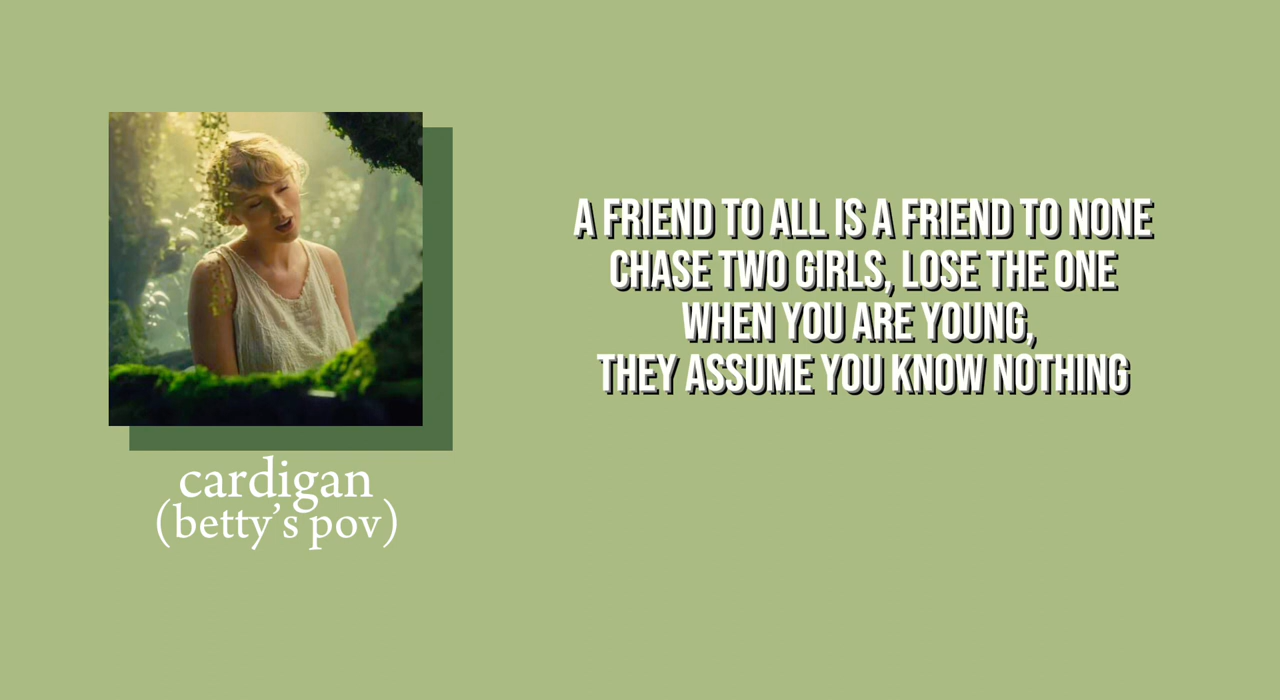 cardigan
(betty's pov)
A FRIEND TO ALL IS A FRIEND TO NONE
CHASE TWO GIRLS, LOSE THE ONE
WHEN YOU ARE YOUNG,
THEY ASSUME YOU KNOW NOTHING